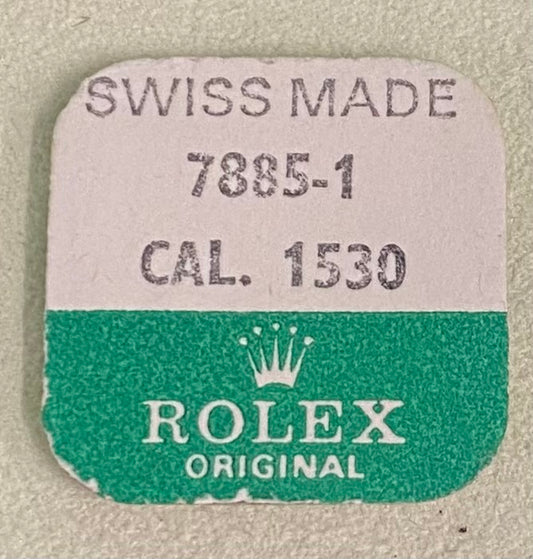 SWISS MADE
7885-1
CAL. 1530
ROLEX
ORIGINAL